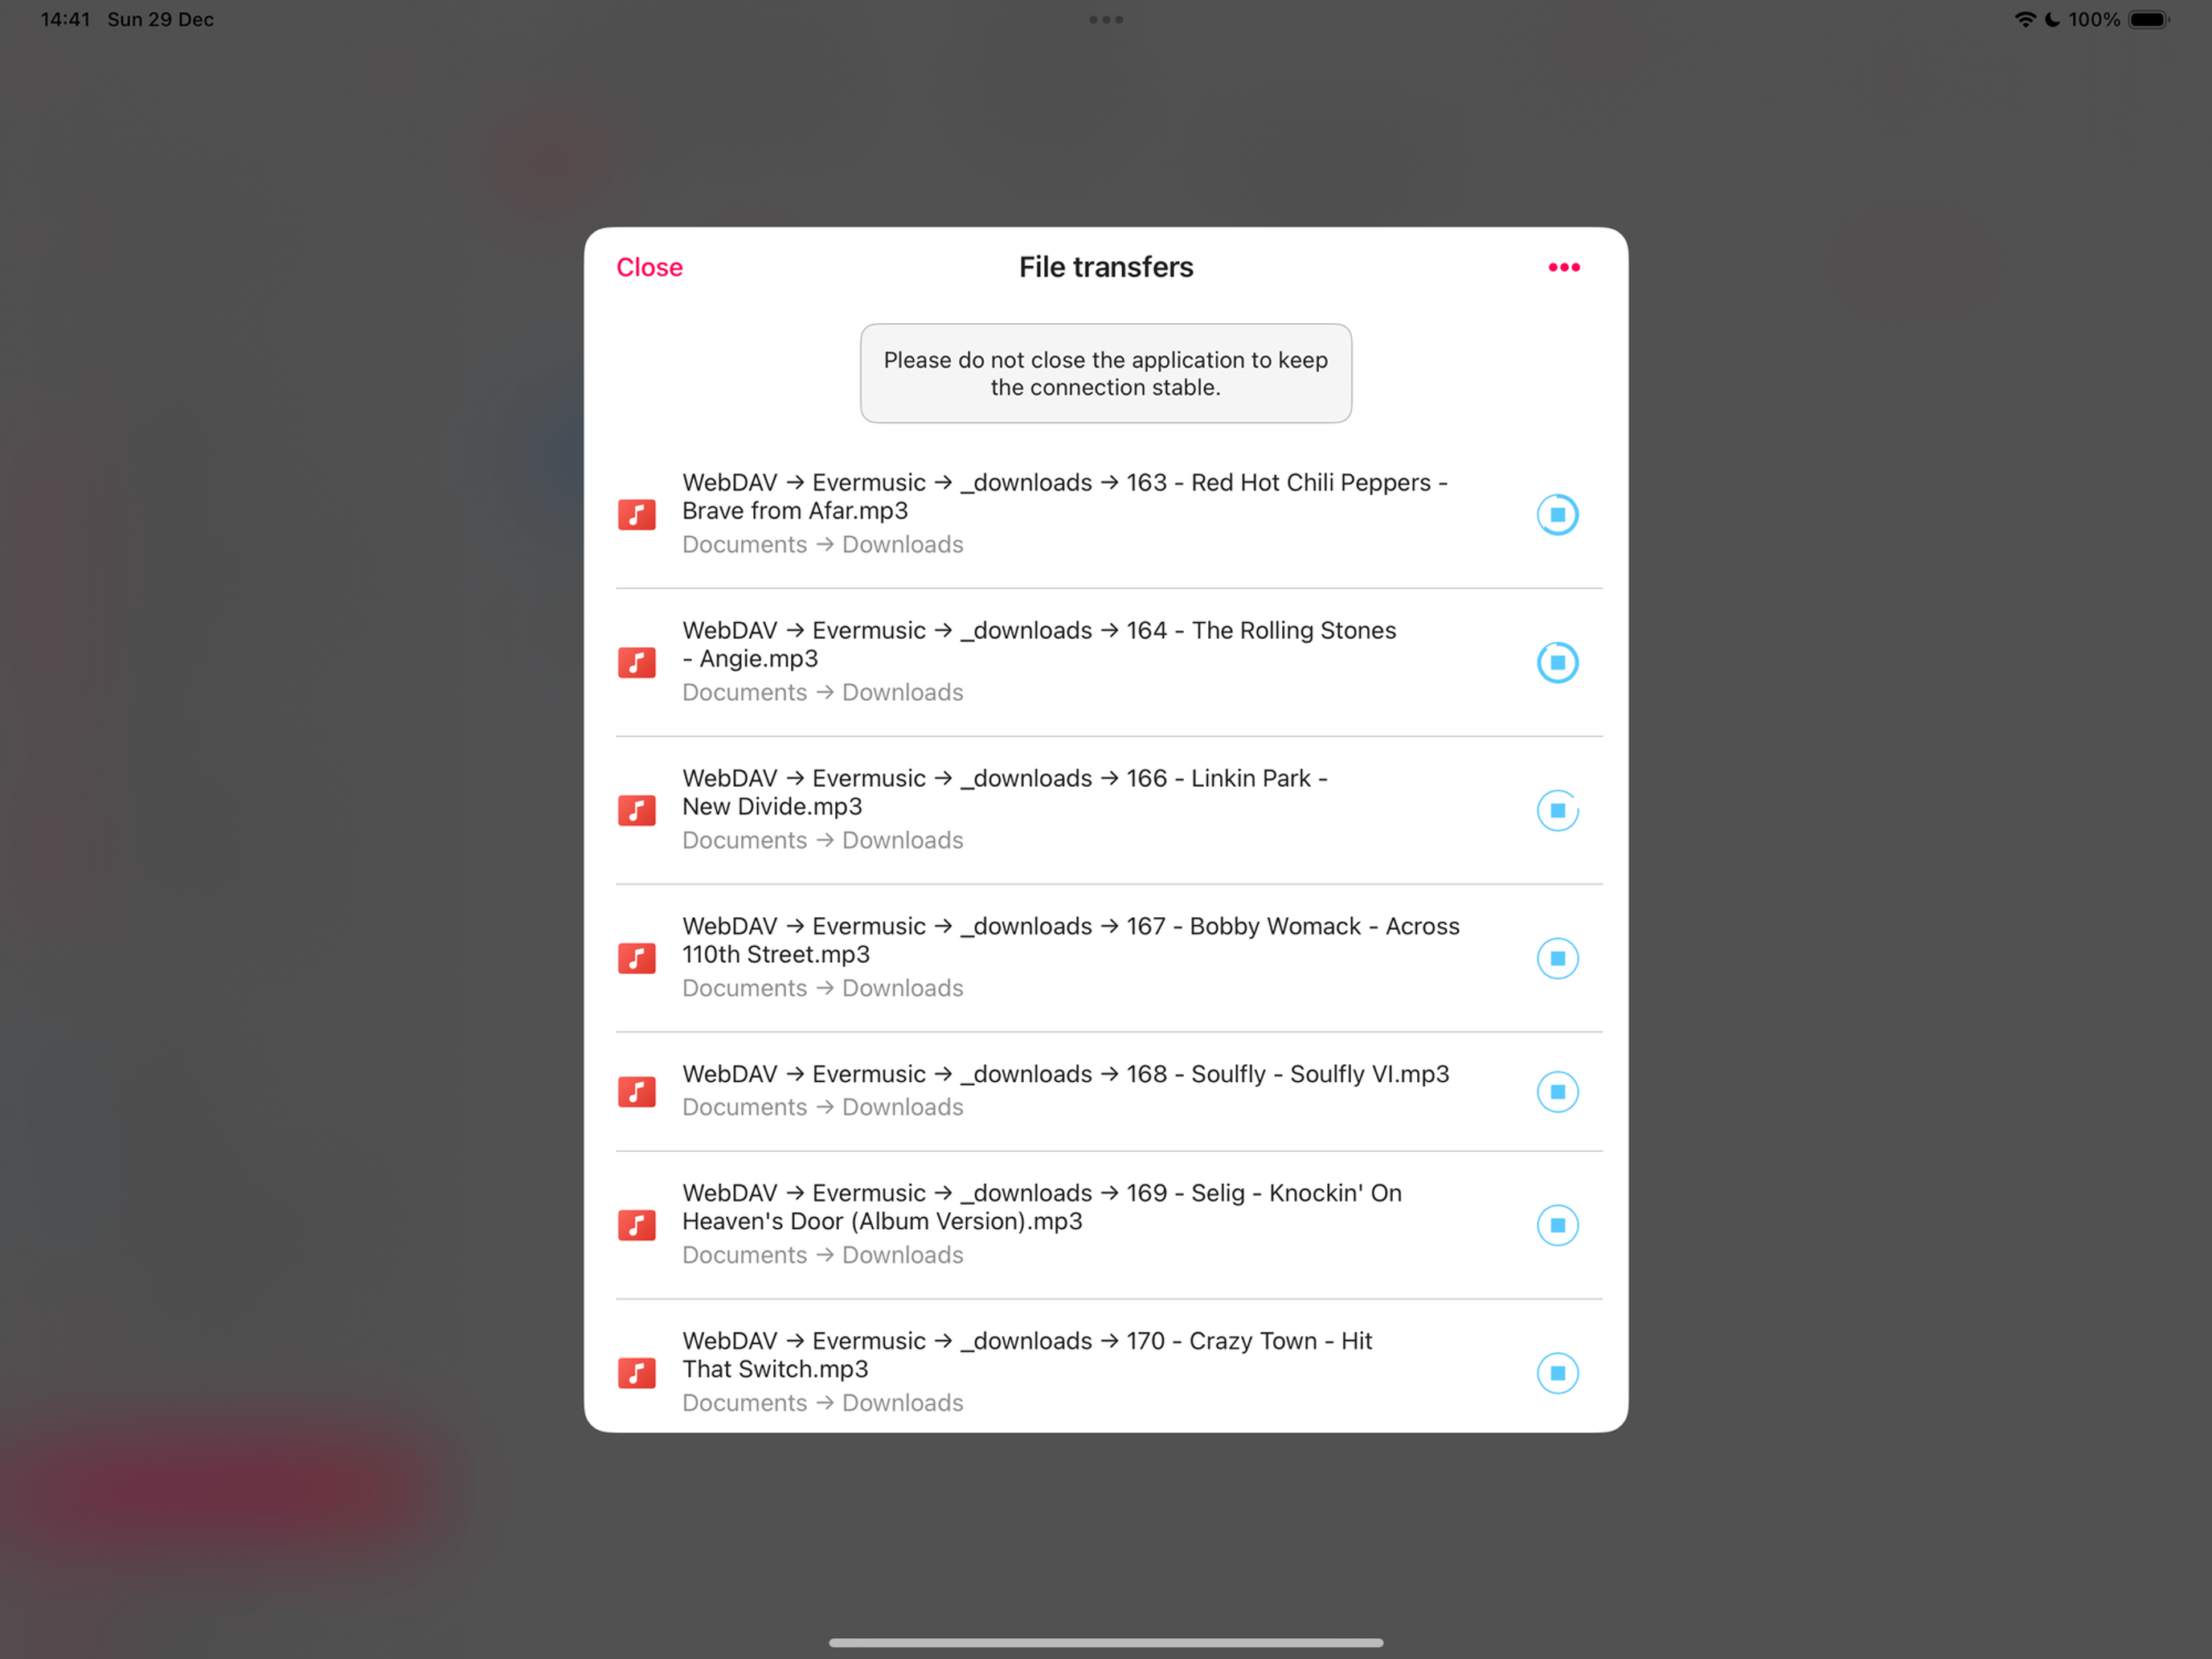 14:41 Sun 29 Dec
100%
Close
File transfers
Please do not close the application to keep
the connection stable.
WebDAV → Evermusic → _downloads → 163 - Red Hot Chili Peppers -
Brave from Afar.mp3
Documents → Downloads
WebDAV → Evermusic → _downloads → 164 - The Rolling Stones
- Angie.mp3
Documents → Downloads
WebDAV → Evermusic → _downloads → 166 - Linkin Park -
New Divide.mp3
Documents → Downloads
WebDAV → Evermusic → _downloads → 167 - Bobby Womack - Across
110th Street.mp3
Documents → Downloads
WebDAV → Evermusic → _downloads → 168 - Soulfly - Soulfly VI.mp3
Documents → Downloads
WebDAV → Evermusic → _downloads → 169 - Selig - Knockin' On
Heaven's Door (Album Version).mp3
Documents → Downloads
WebDAV → Evermusic → _downloads → 170 - Crazy Town - Hit
That Switch.mp3
Documents → Downloads